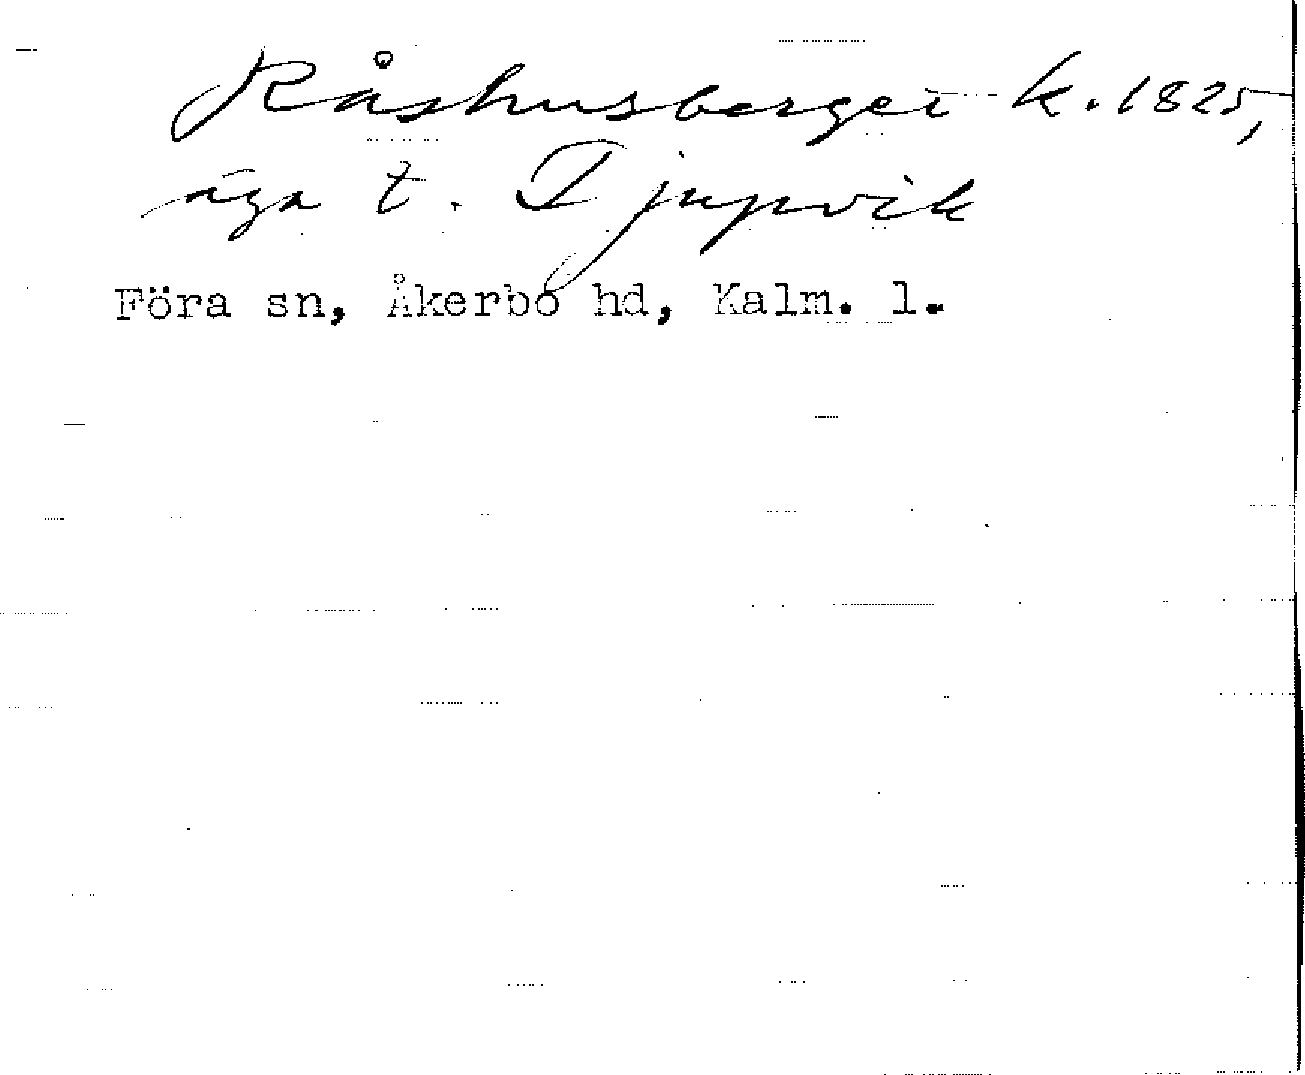 Råshusberget k. 1825,
äga t. Djupvik
Föra sn, Åkerbo hd, Kalm. l.